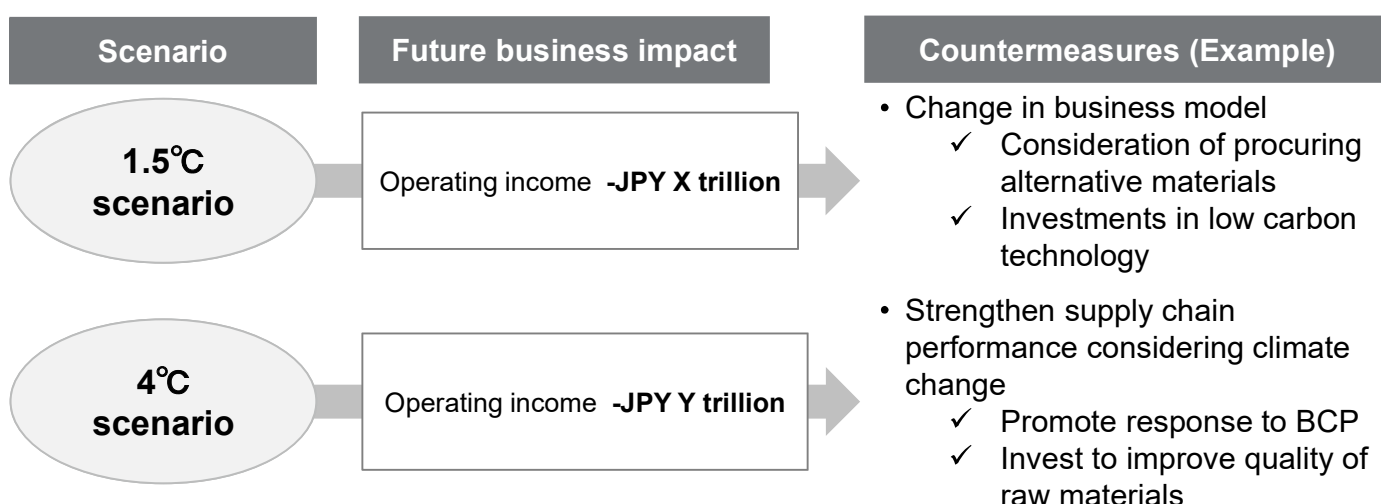 Scenario
Future business impact
Countermeasures (Example)
1.5℃
scenario
Operating income -JPY X trillion
• Change in business model
✓ Consideration of procuring
alternative materials
✓ Investments in low carbon
technology
4℃
scenario
Operating income -JPY Y trillion
• Strengthen supply chain
performance considering climate
change
✓ Promote response to BCP
✓ Invest to improve quality of
raw materials